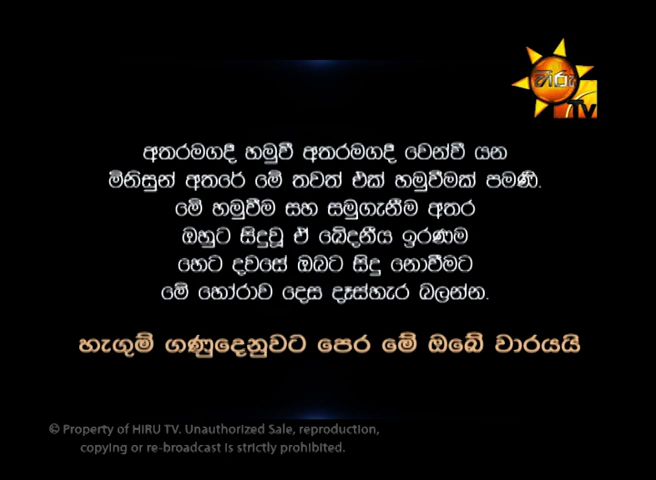 හිරු
TV
අතරමගදී හමුවී අතරමගදී වෙන්වී යන
මිනිසුන් අතරේ මේ තවත් එක් හමුවීමක් පමණි.
මේ හමුවීම සහ සමුගැනීම අතර
ඔහුට සිදුවූ ඒ ඛේදනීය ඉරණම
හෙට දවසේ ඔබට සිදු නොවීමට
මේ හෝරාව දෙස දෑස්හැර බලන්න.
හැඟුම් ගණුදෙනුවට පෙර මේ ඔබේ වාරයයි
© Property of HIRU TV. Unauthorized Sale, reproduction,
copying or re-broadcast is strictly prohibited.